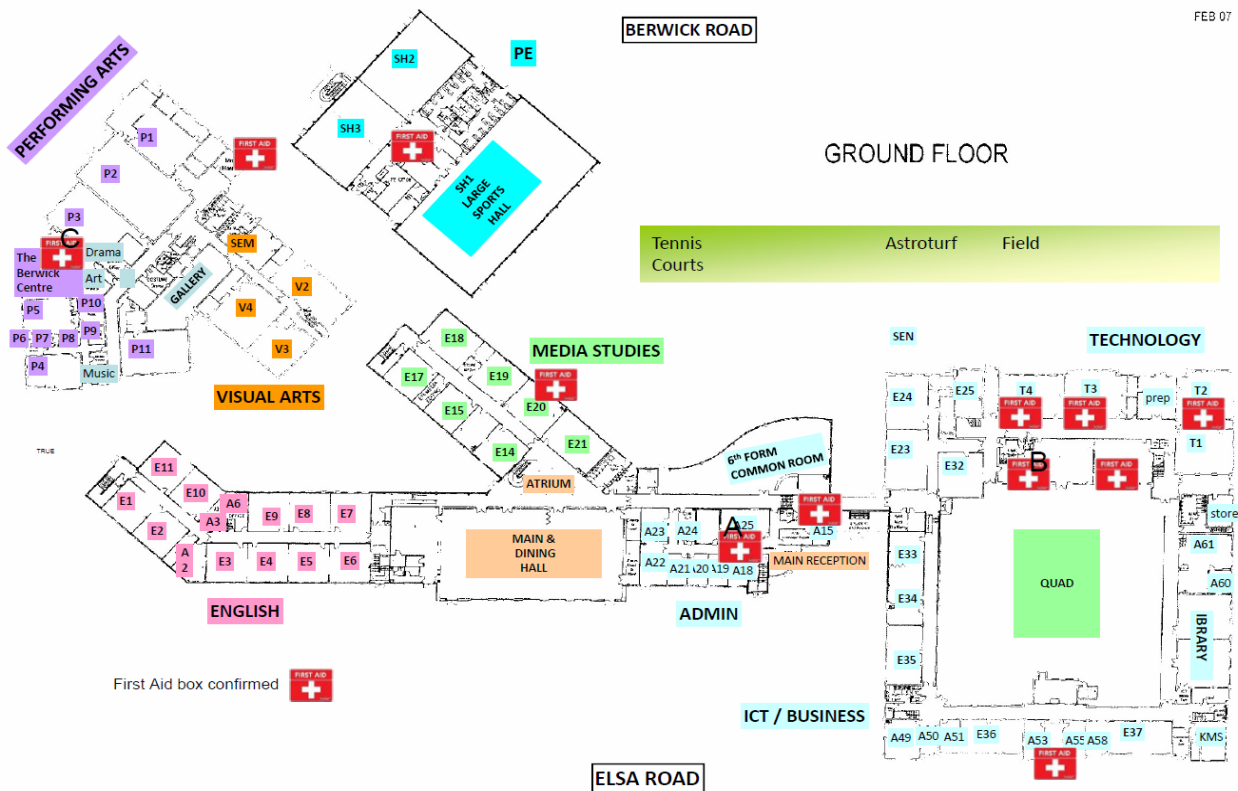 FEB 07
BERWICK ROAD
PE
PERFORMING ARTS
SH2
SH3
SH1
LARGE
SPORTS
HALL
GROUND FLOOR
P1
P2
P3
FIRST AID
FIRST AID
C
FIRST AID
The
Berwick
Centre
Drama
Art
SEM
GALLERY
V2
V4
V3
P5
P10
P6
P7
P8
P9
P4
P11
Music
VISUAL ARTS
Tennis
Courts
Astroturf
Field
SEN
TECHNOLOGY
E18
MEDIA STUDIES
E17
E19
FIRST AID
E15
E20
E14
E21
ATRIUM
6th FORM
COMMON ROOM
E24
E25
T4
T3
prep
T2
FIRST AID
FIRST AID
FIRST AID
T1
E23
E32
B
FIRST AID
FIRST AID
TRUE
E11
E1
E10
A6
E2
A3
E9
E8
E7
A
2
E3
E4
E5
E6
ENGLISH
MAIN &
DINING
HALL
A23
A24
A
A25
FIRST AID
FIRST AID
A15
A22
A21
A20
A19
A18
MAIN RECEPTION
ADMIN
store
A61
A60
E33
E34
E35
QUAD
IBRARY
First Aid box confirmed
FIRST AID
ICT / BUSINESS
A49
A50
A51
E36
A53
A55
A58
E37
KMS
FIRST AID
ELSA ROAD